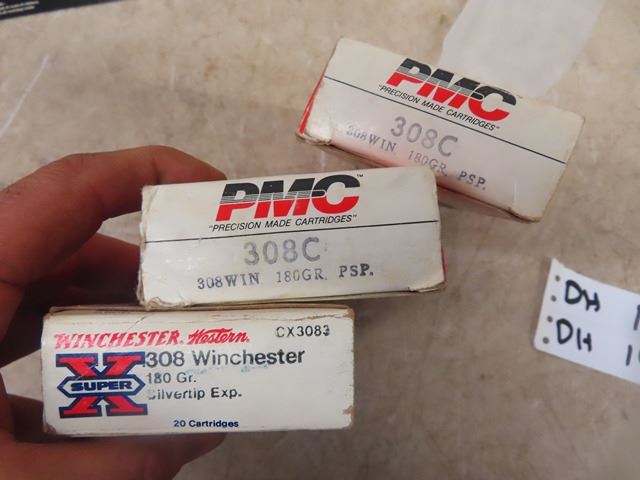 PMC
"PRECISION MADE CARTRIDGES"
308C
308WIN 180GR. PSP.
PMC™
"PRECISION MADE CARTRIDGES"
308C
308WIN 180GR. PSP.
WINCHESTER Western. CX3083
X SUPER
308 Winchester
180 Gr.
Silvertip Exp.
20 Cartridges
DH
DH